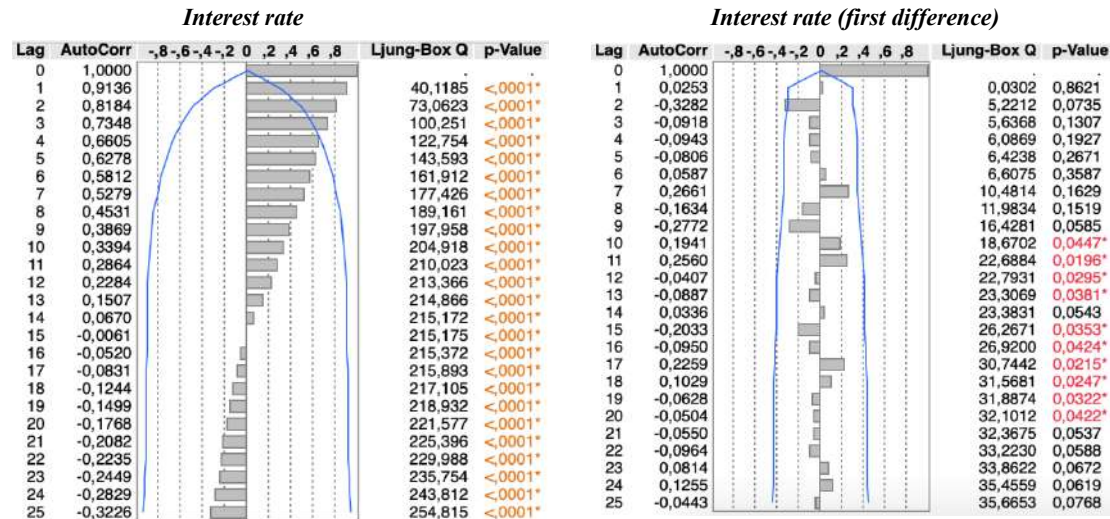 Interest rate
Interest rate (first difference)
Lag AutoCorr -,8-,6-,4-,2 0 ,2 ,4 ,6 ,8 Ljung-Box Q p-Value
0 1,0000 . .
1 0,9136 40,1185 <,0001*
2 0,8184 73,0623 <,0001*
3 0,7348 100,251 <,0001*
4 0,6605 122,754 <,0001*
5 0,6278 143,593 <,0001*
6 0,5812 161,912 <,0001*
7 0,5279 177,426 <,0001*
8 0,4531 189,161 <,0001*
9 0,3869 197,958 <,0001*
10 0,3394 204,918 <,0001*
11 0,2864 210,023 <,0001*
12 0,2284 213,366 <,0001*
13 0,1507 214,866 <,0001*
14 0,0670 215,172 <,0001*
15 -0,0061 215,175 <,0001*
16 -0,0520 215,372 <,0001*
17 -0,0831 215,893 <,0001*
18 -0,1244 217,105 <,0001*
19 -0,1499 218,932 <,0001*
20 -0,1768 221,577 <,0001*
21 -0,2082 225,396 <,0001*
22 -0,2235 229,988 <,0001*
23 -0,2449 235,754 <,0001*
24 -0,2829 243,812 <,0001*
25 -0,3226 254,815 <,0001*
Lag AutoCorr -,8-,6-,4-,2 0 ,2 ,4 ,6 ,8 Ljung-Box Q p-Value
0 1,0000 . .
1 0,0253 0,0302 0,8621
2 -0,3282 5,2212 0,0735
3 -0,0918 5,6368 0,1307
4 -0,0943 6,0869 0,1927
5 -0,0806 6,4238 0,2671
6 0,0587 6,6075 0,3587
7 0,2661 10,4814 0,1629
8 -0,1634 11,9834 0,1519
9 -0,2772 16,4281 0,0585
10 0,1941 18,6702 0,0447*
11 0,2560 22,6884 0,0196*
12 -0,0407 22,7931 0,0295*
13 -0,0887 23,3069 0,0381*
14 0,0336 23,3831 0,0543
15 -0,2033 26,2671 0,0353*
16 -0,0950 26,9200 0,0424*
17 0,2259 30,7442 0,0215*
18 0,1029 31,5681 0,0247*
19 -0,0628 31,8874 0,0322*
20 -0,0504 32,1012 0,0422*
21 -0,0550 32,3675 0,0537
22 -0,0964 33,2230 0,0588
23 0,0814 33,8622 0,0672
24 0,1255 35,4559 0,0619
25 -0,0443 35,6653 0,0768